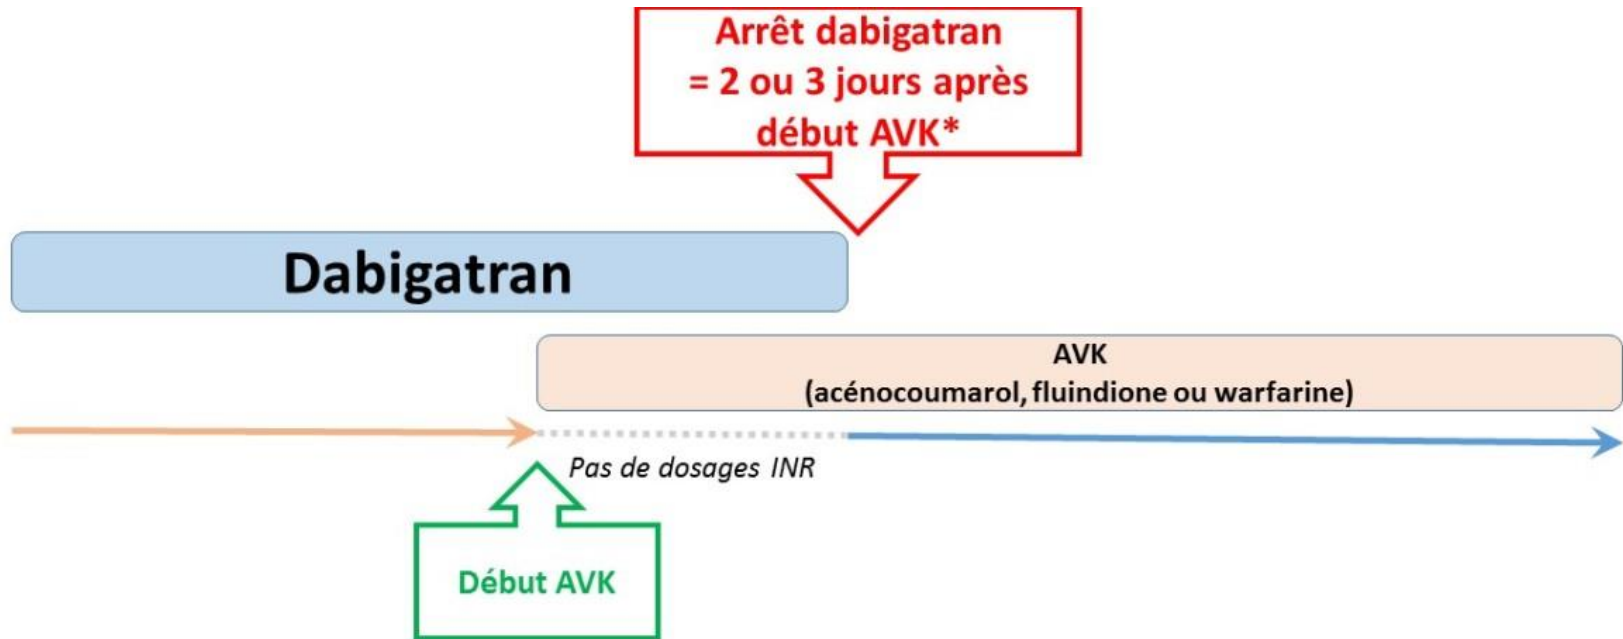 Arrêt dabigatran
= 2 ou 3 jours après
début AVK*
Dabigatran
AVK
(acénocoumarol, fluindione ou warfarine)
Pas de dosages INR
Début AVK